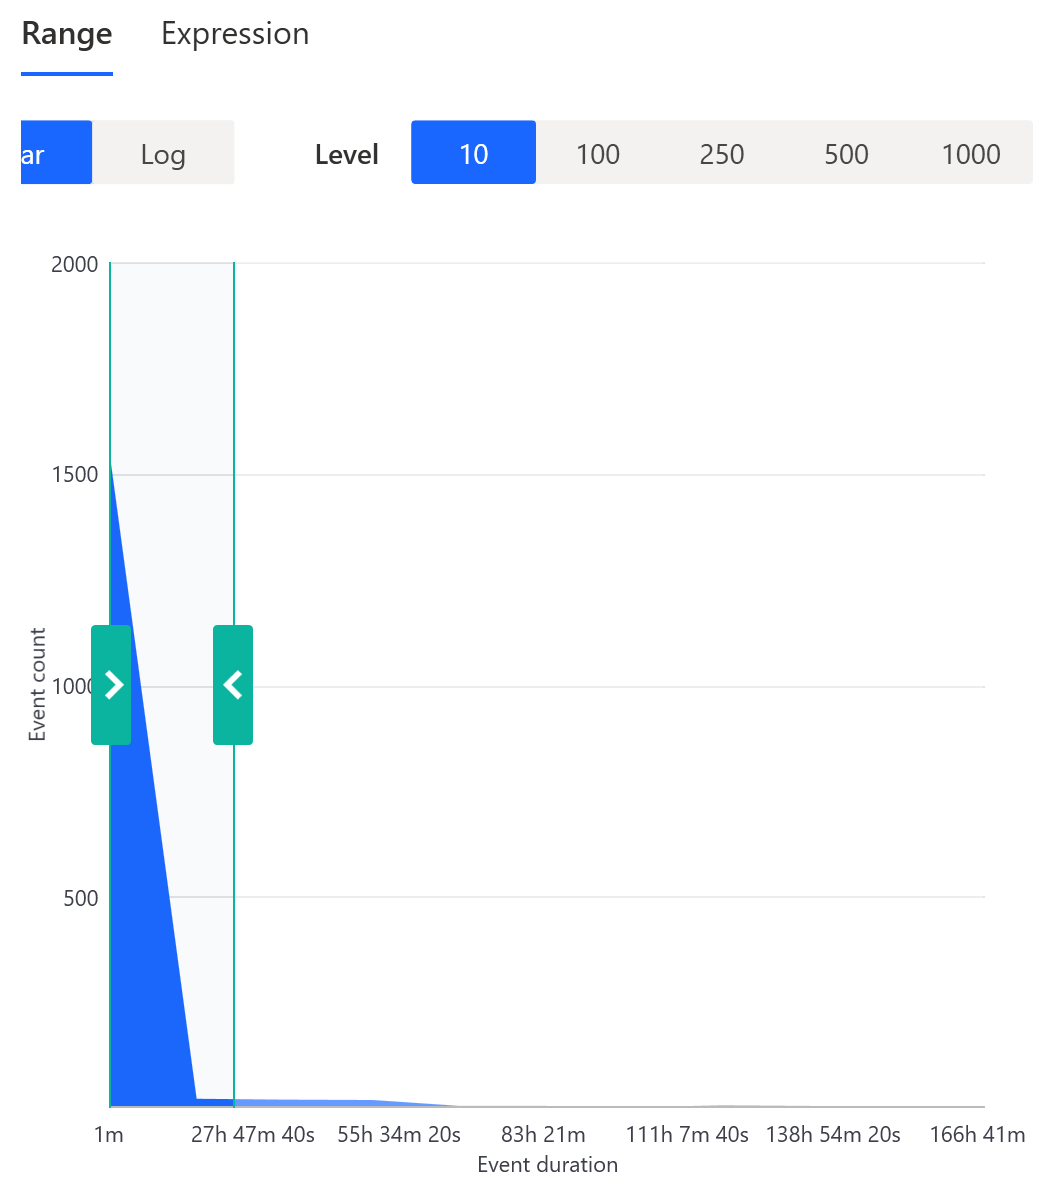 Range Expression
ar Log Level 10 100 250 500 1000
2000
1500
1000
500
Event count
1m 27h 47m 40s 55h 34m 20s 83h 21m 111h 7m 40s 138h 54m 20s 166h 41m
Event duration